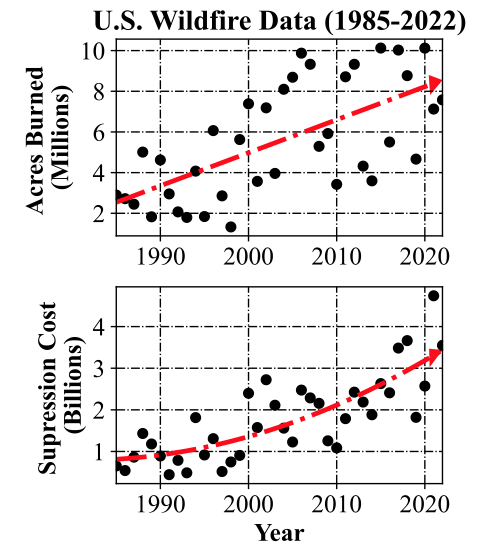 U.S. Wildfire Data (1985-2022)
Acres Burned
(Millions)
10
8
6
4
2
1990 2000 2010 2020
Supression Cost
(Billions)
4
3
2
1
1990 2000 2010 2020
Year